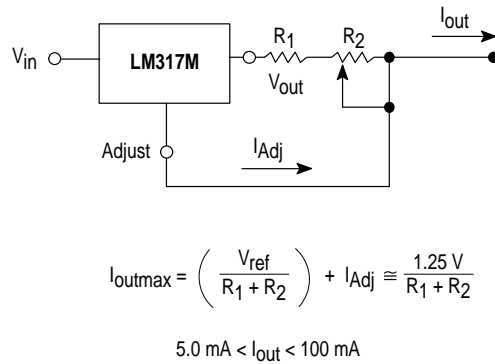 I_out
R_1 R_2
V_in LM317M
V_out
Adjust I_Adj
I_outmax = ( V_ref / R_1 + R_2 ) + I_Adj ≅ 1.25 V / R_1 + R_2
5.0 mA < I_out < 100 mA